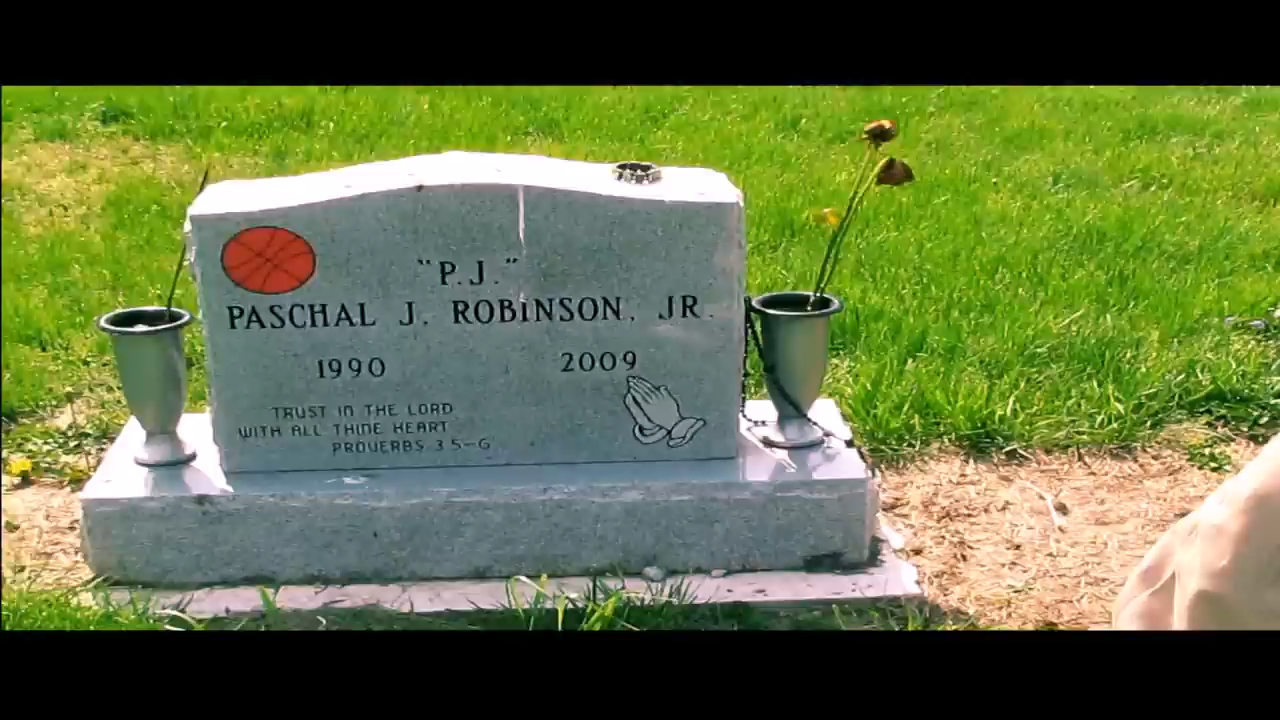 "P.J."
PASCHAL J. ROBINSON, JR.
1990 2009
TRUST IN THE LORD
WITH ALL THINE HEART
PROVERBS 3 5-6